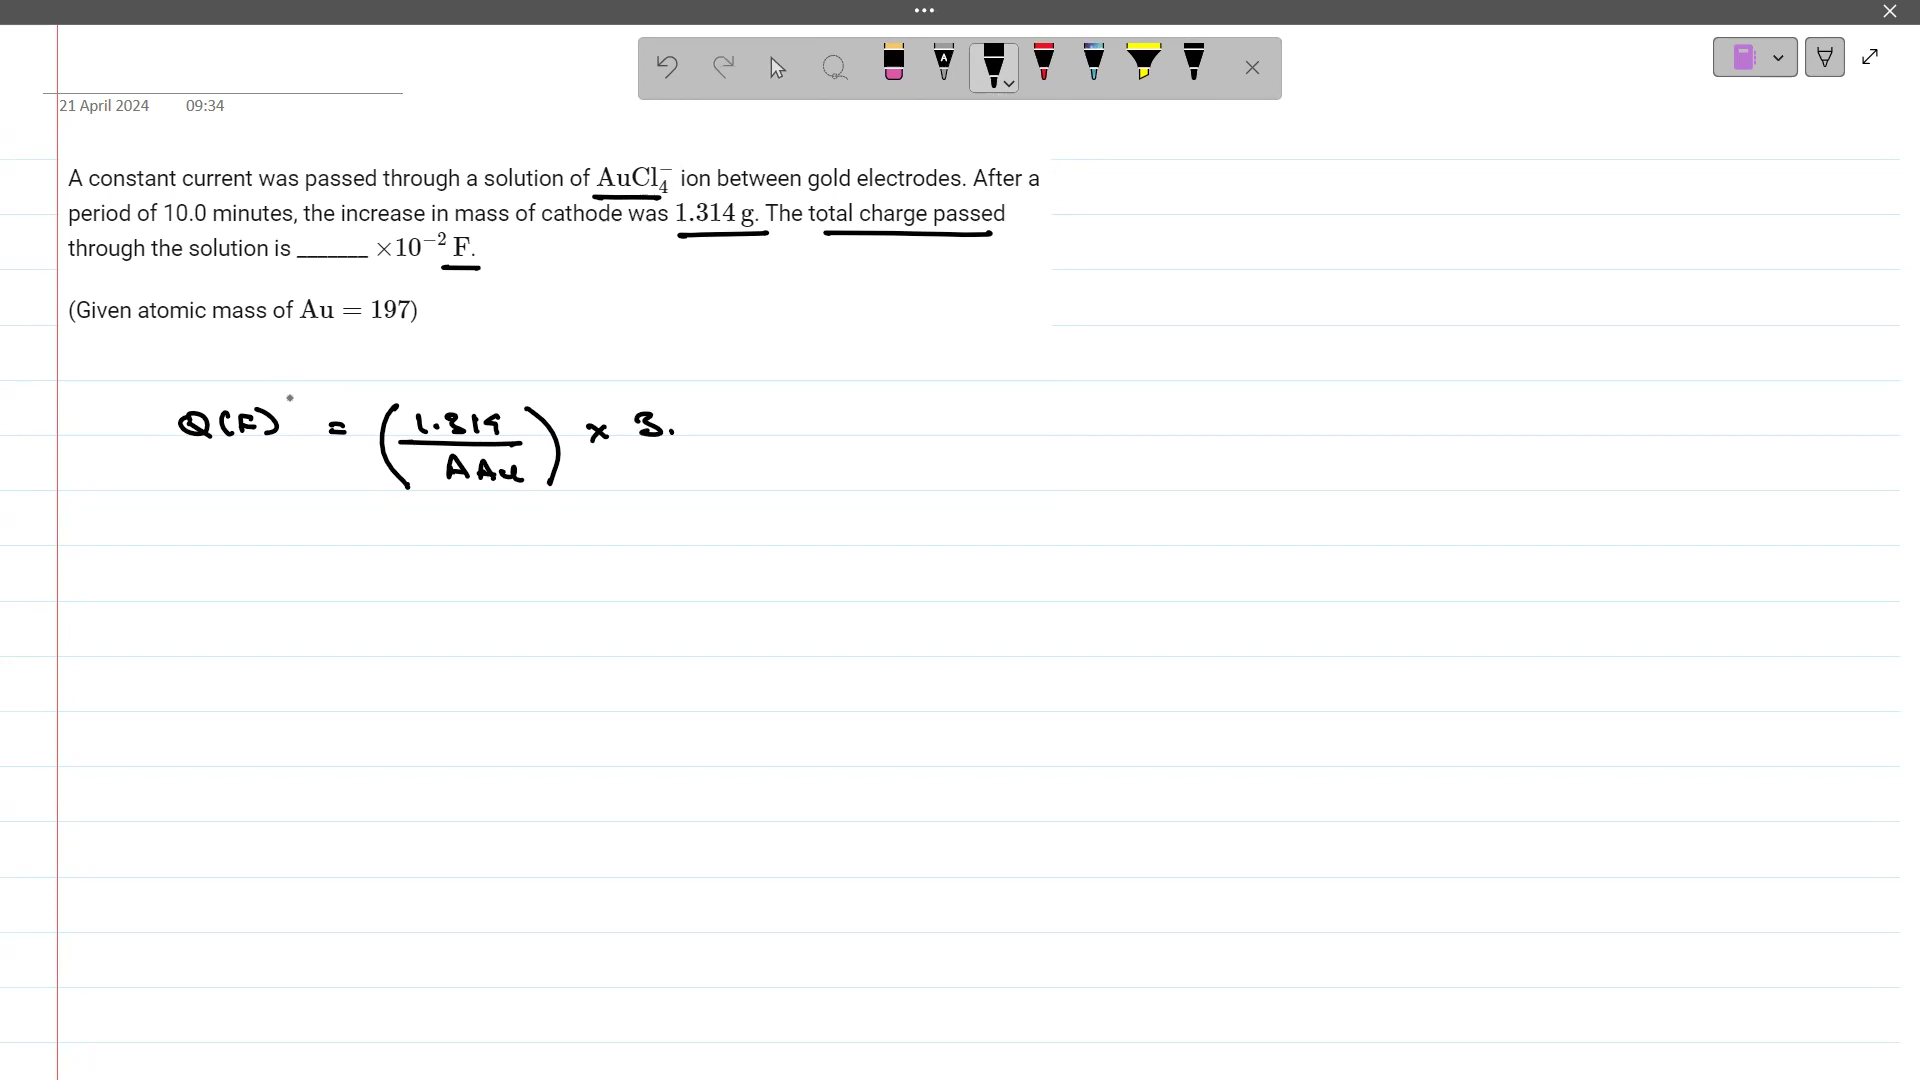 21 April 2024 09:34
A constant current was passed through a solution of AuCl₄⁻ ion between gold electrodes. After a
period of 10.0 minutes, the increase in mass of cathode was 1.314 g. The total charge passed
through the solution is _______ ×10⁻² F.
(Given atomic mass of Au = 197)
Q(F) = (1.314 / A Au) × 3.